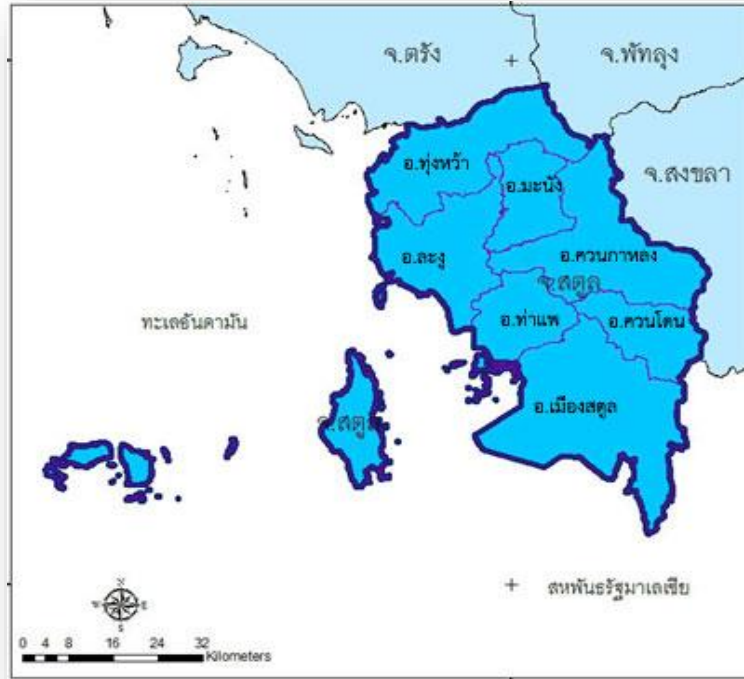 จ.ตรัง
จ.พัทลุง
อ.ทุ่งหว้า
อ.มะนัง
จ.สงขลา
อ.ละงู
อ.ควนกาหลง
จ.สตูล
ทะเลอันดามัน
อ.ท่าแพ
อ.ควนโดน
จ.สตูล
อ.เมืองสตูล
สหพันธรัฐมาเลเซีย
N
W
E
S
0 4 8 16 24 32
Kilometers